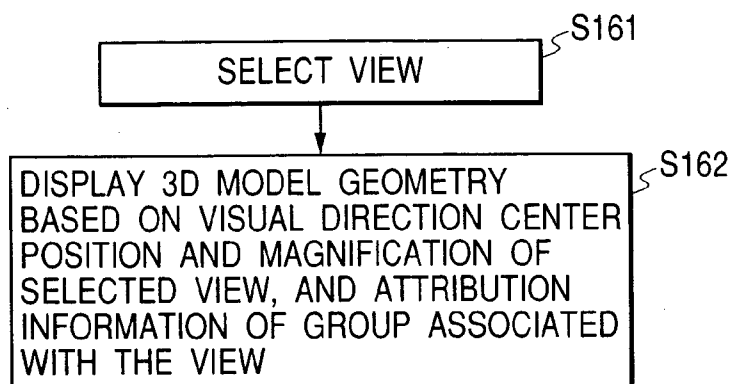 S161
SELECT VIEW
S162
DISPLAY 3D MODEL GEOMETRY
BASED ON VISUAL DIRECTION CENTER
POSITION AND MAGNIFICATION OF
SELECTED VIEW, AND ATTRIBUTION
INFORMATION OF GROUP ASSOCIATED
WITH THE VIEW